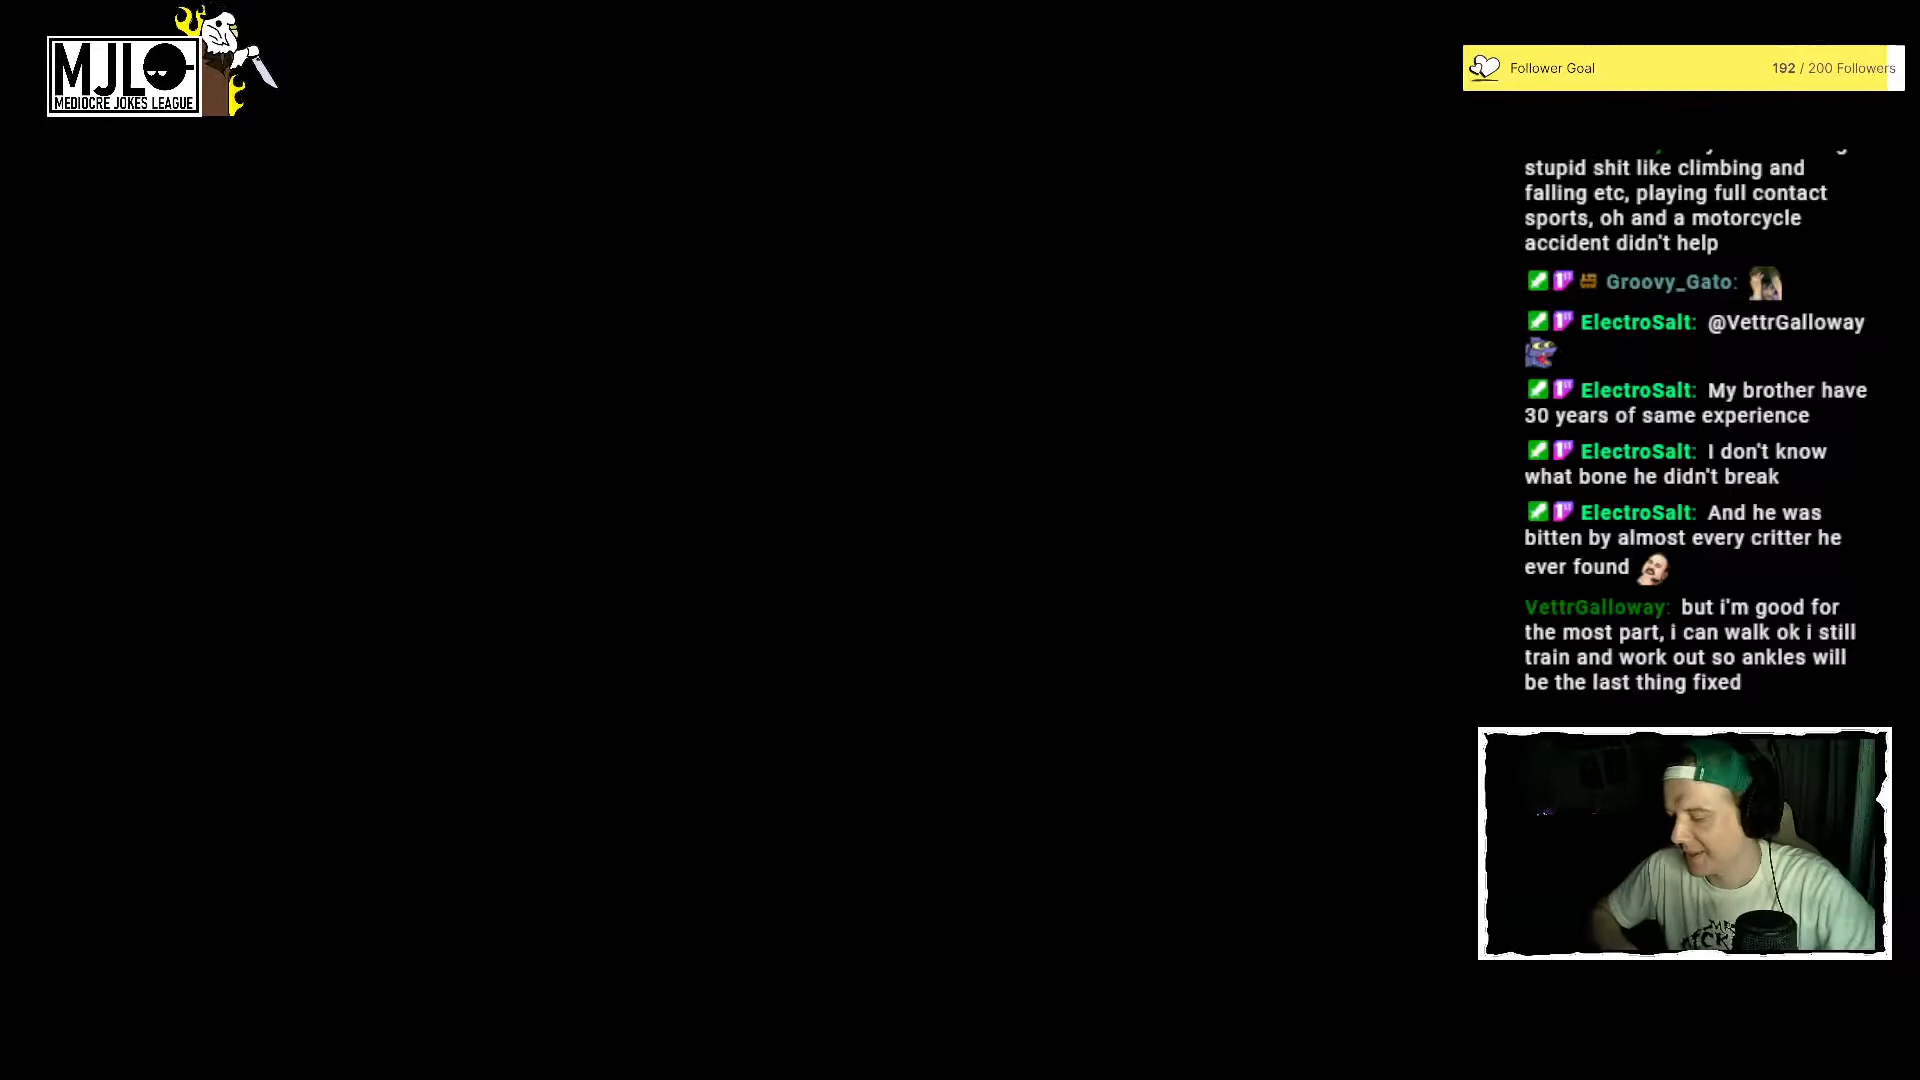 MJLO
MEDIOCRE JOKES LEAGUE
Follower Goal
192 / 200 Followers
stupid shit like climbing and
falling etc, playing full contact
sports, oh and a motorcycle
accident didn't help
Groovy_Gato:
ElectroSalt: @VettrGalloway
ElectroSalt: My brother have
30 years of same experience
ElectroSalt: I don't know
what bone he didn't break
ElectroSalt: And he was
bitten by almost every critter he
ever found
VettrGalloway: but i'm good for
the most part, i can walk ok i still
train and work out so ankles will
be the last thing fixed